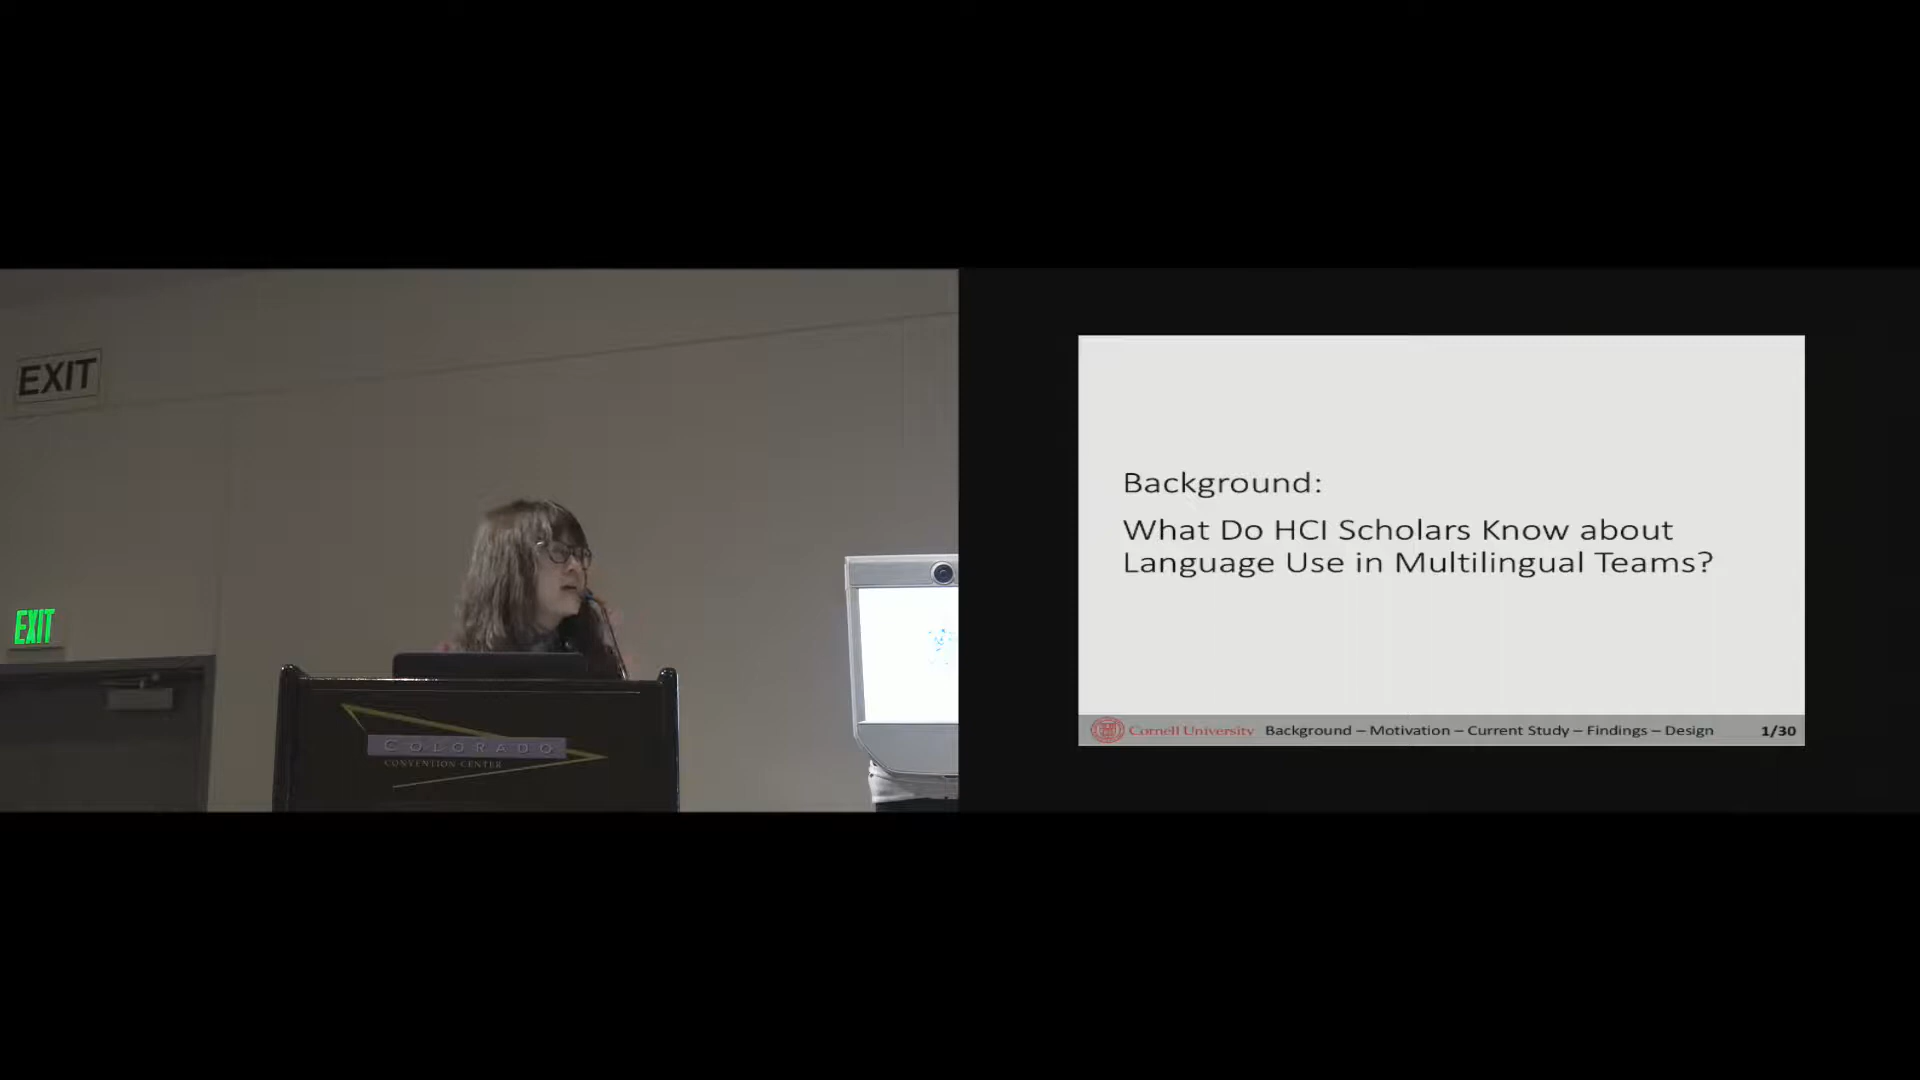 EXIT
EXIT
COLORADO
CONVENTION CENTER
Background:
What Do HCI Scholars Know about
Language Use in Multilingual Teams?
Cornell University Background – Motivation – Current Study – Findings – Design 1/30